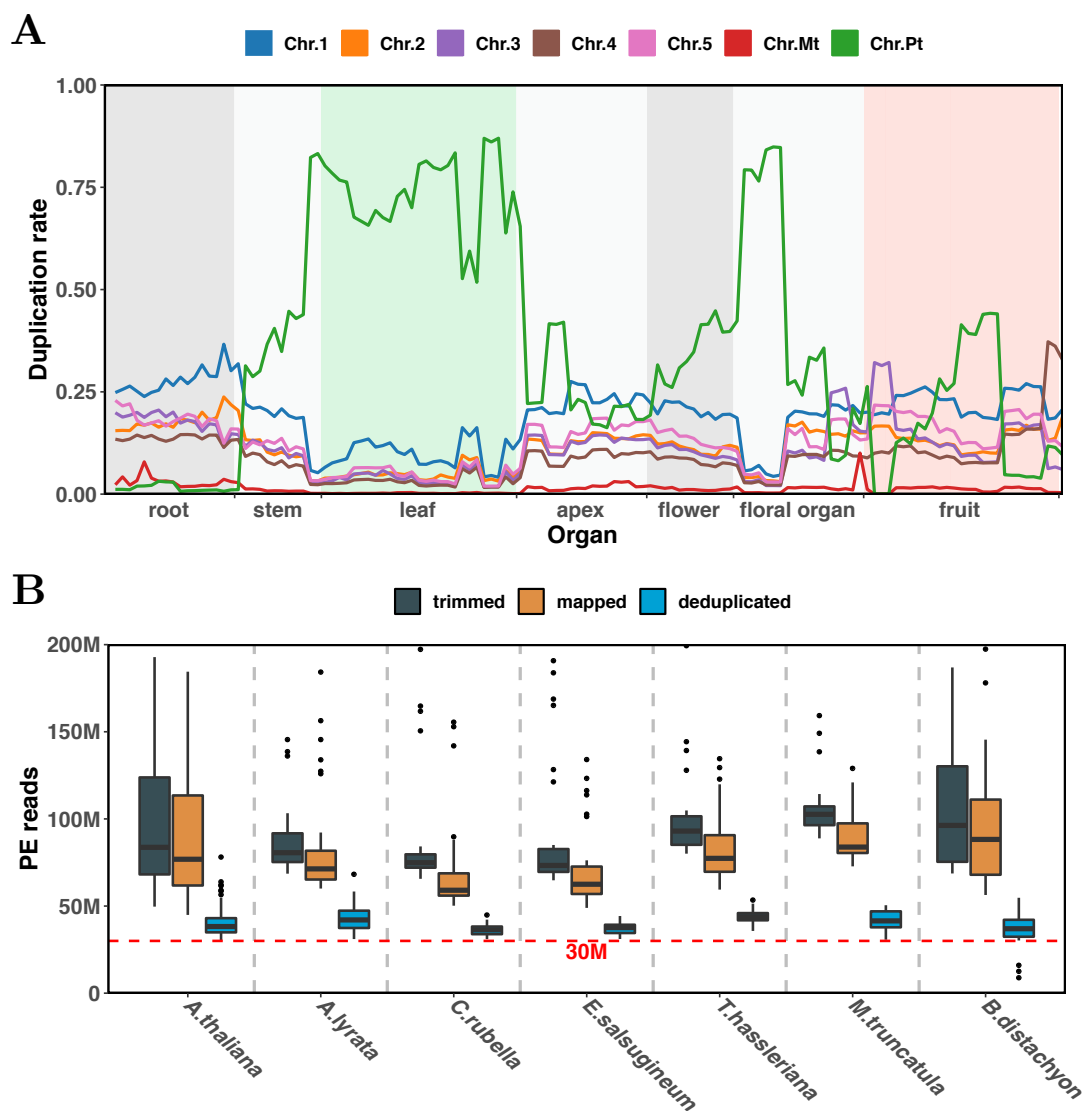 A
Chr.1 Chr.2 Chr.3 Chr.4 Chr.5 Chr.Mt Chr.Pt
1.00
0.75
0.50
0.25
0.00
Duplication rate
root stem leaf apex flower floral organ fruit
Organ
B
trimmed mapped deduplicated
200M
150M
100M
50M
0
PE reads
30M
A.thaliana A.lyrata C.rubella E.salsugineum T.hassleriana M.truncatula B.distachyon